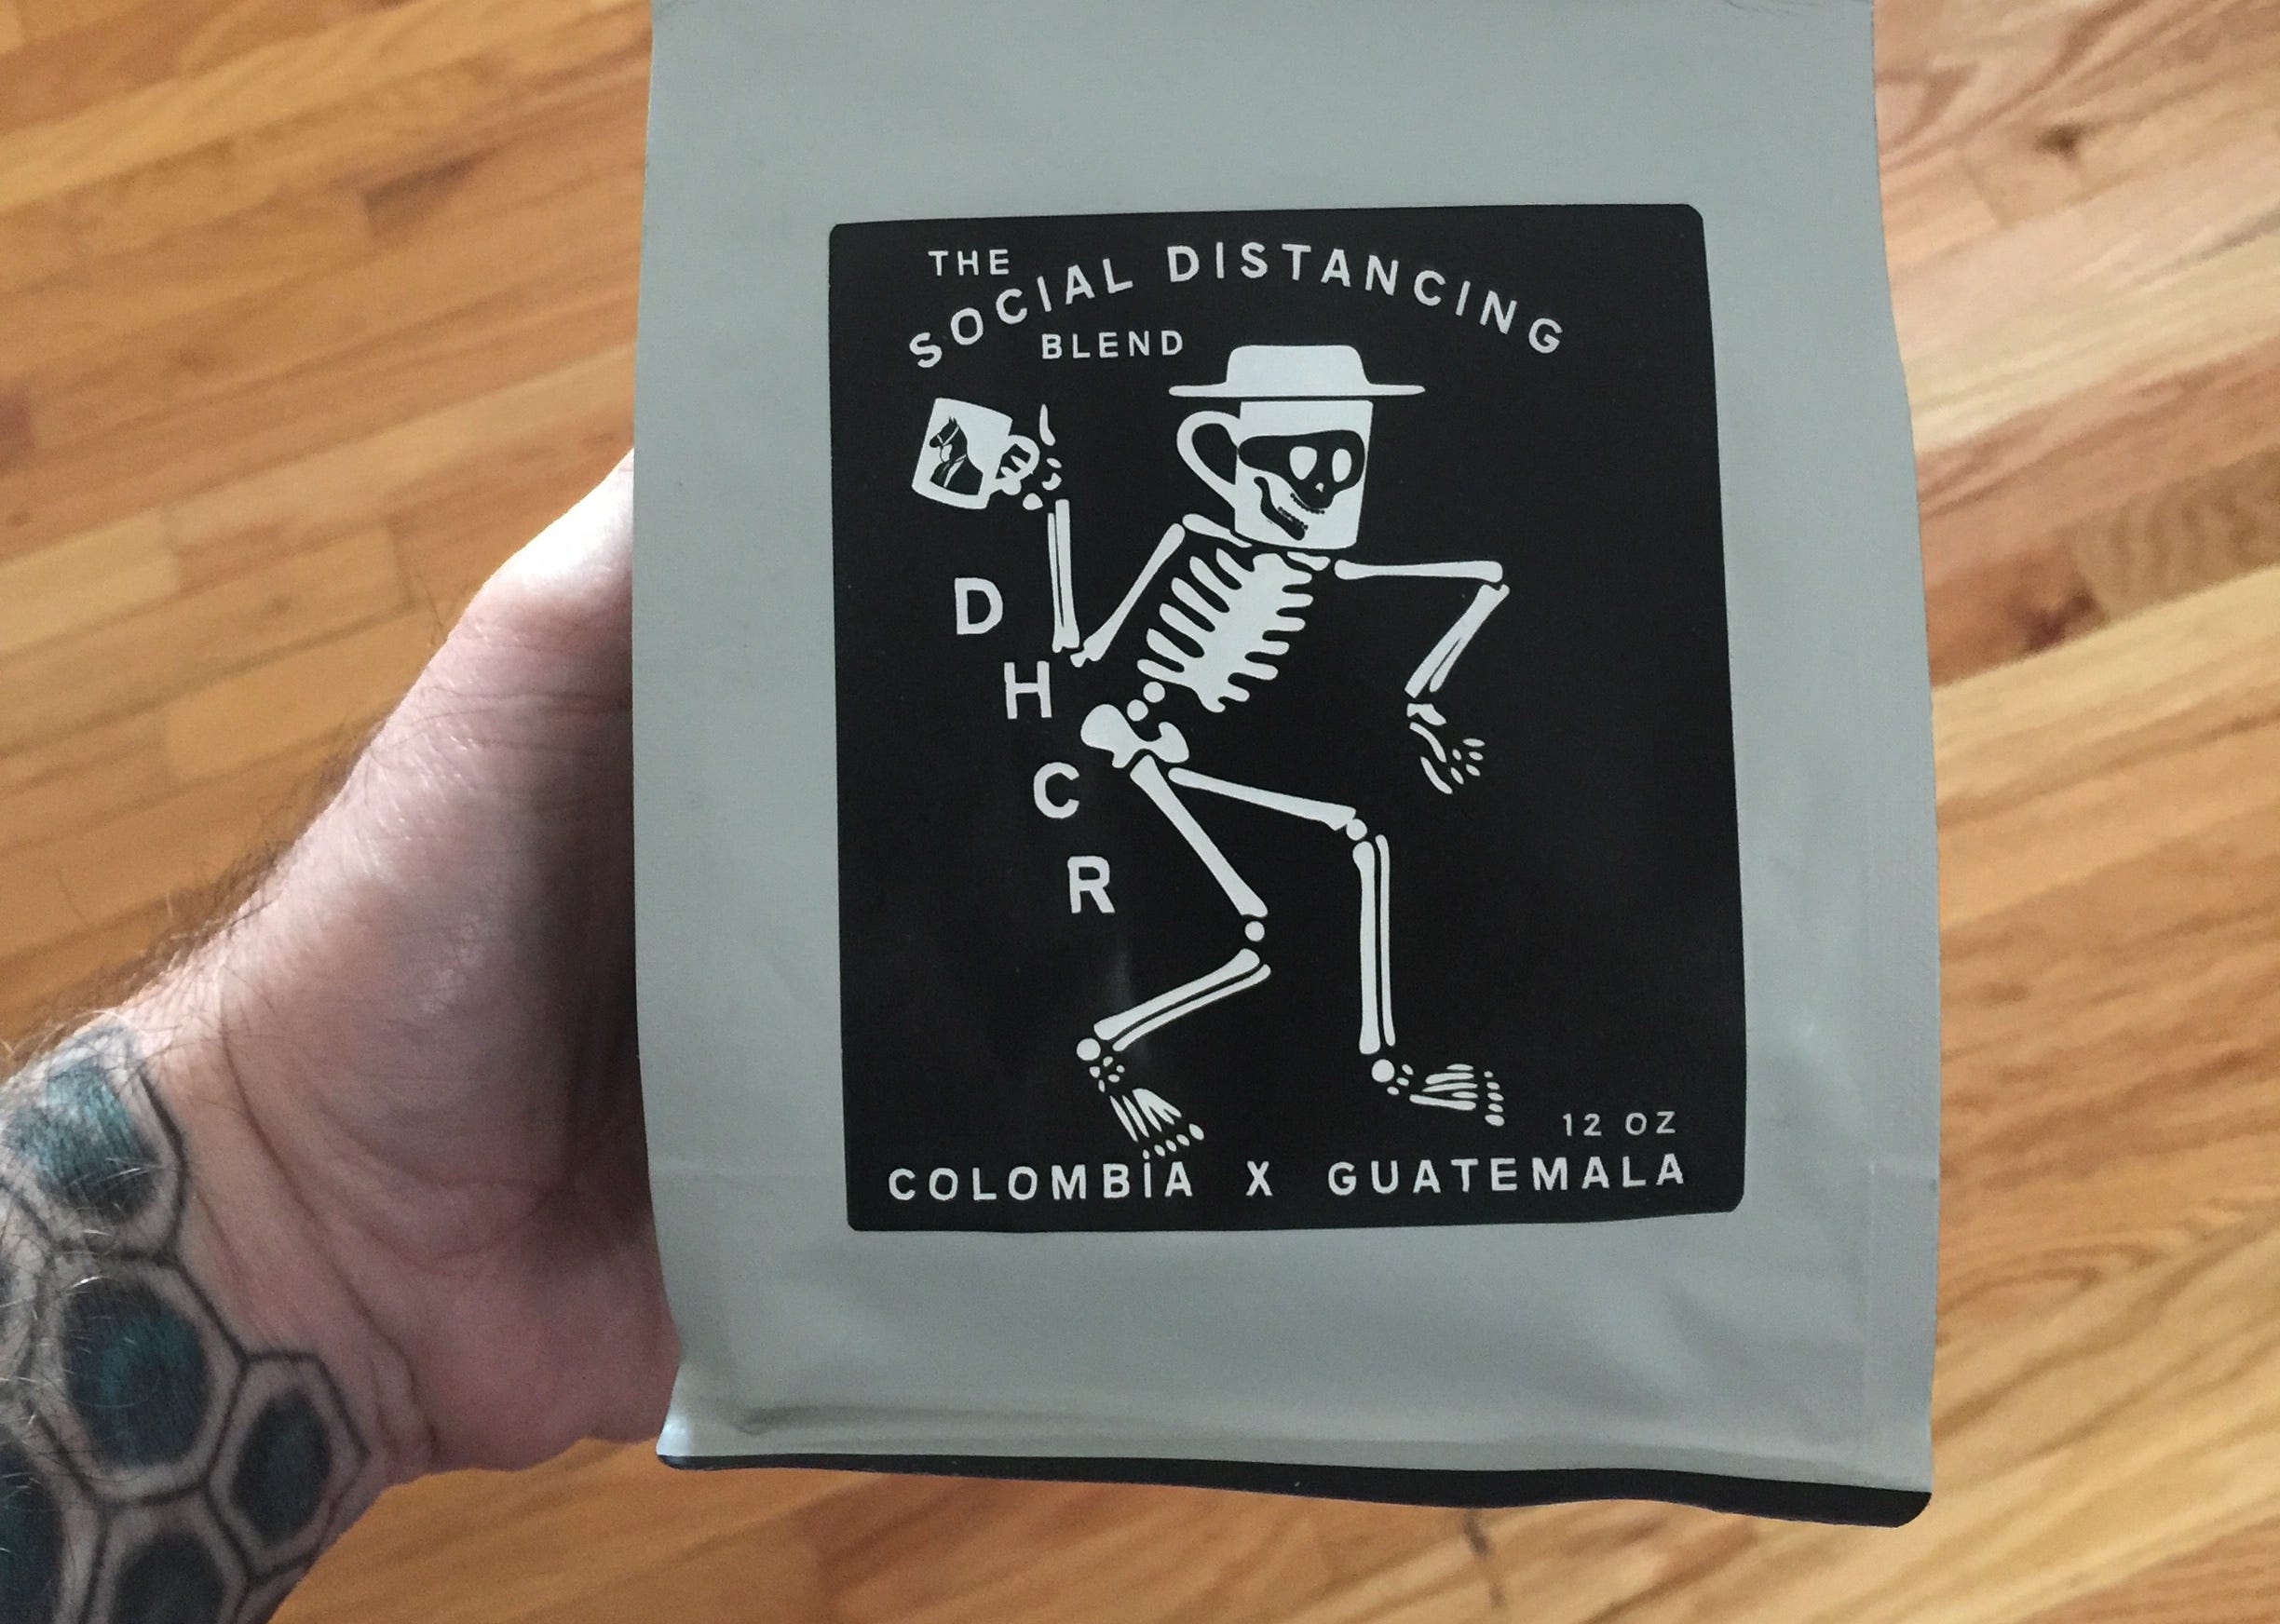 THE
SOCIAL DISTANCING
BLEND
D
H
C
R
12 OZ
COLOMBIA X GUATEMALA